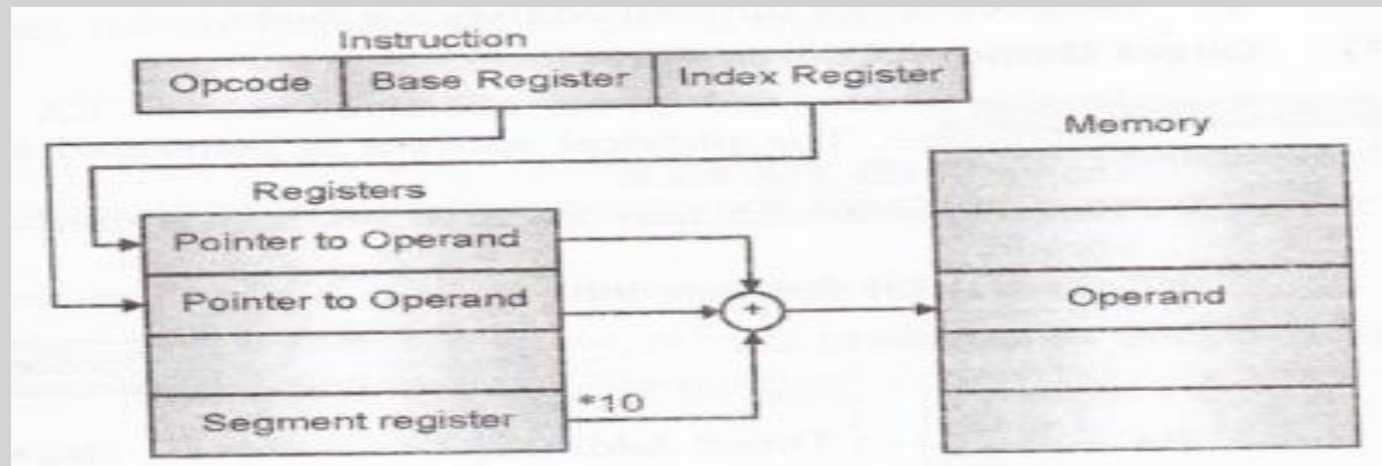 Instruction
Opcode Base Register Index Register
Memory
Registers
Pointer to Operand
Pointer to Operand
Operand
+
Segment register *10